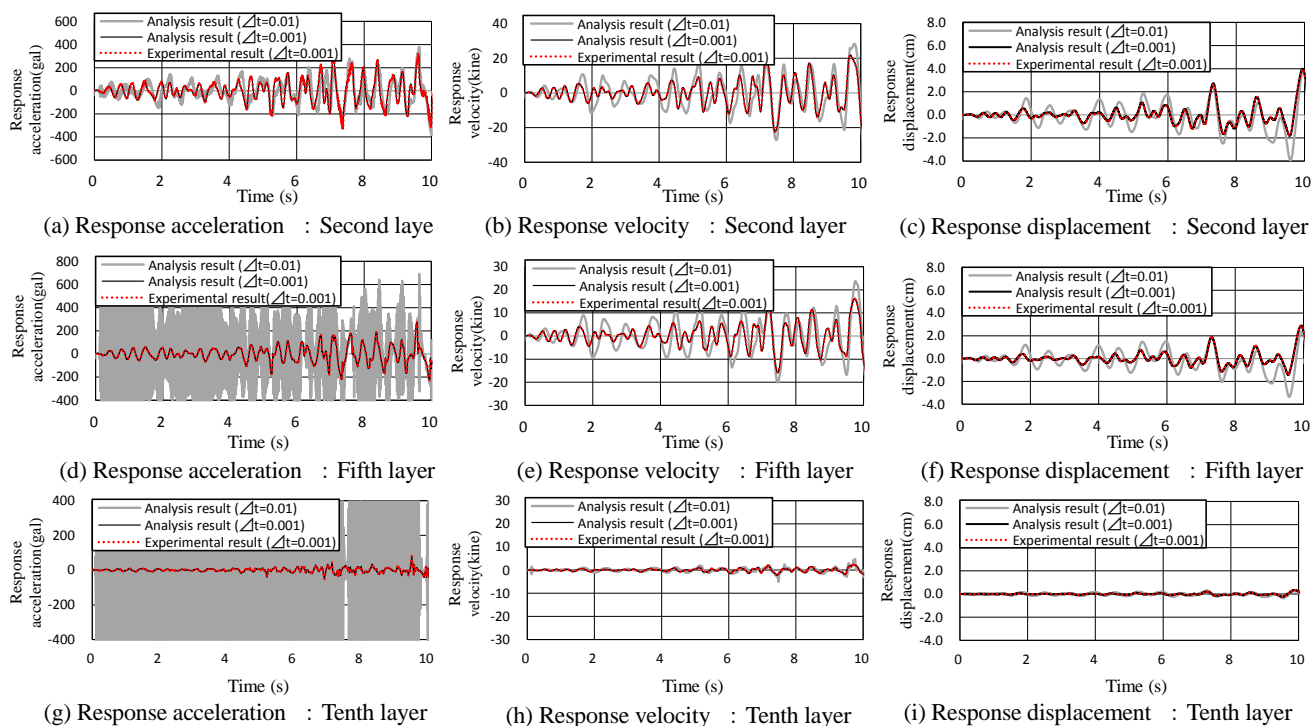 Response acceleration(gal)
600
400
200
0
-200
-400
-600
Analysis result (⊿t=0.01)
Analysis result (⊿t=0.001)
Experimental result (⊿t=0.001)
0 2 4 6 8 10
Time (s)
(a) Response acceleration : Second laye
Response velocity(kine)
40
20
0
-20
-40
Analysis result (⊿t=0.01)
Analysis result (⊿t=0.001)
Experimental result (⊿t=0.001)
0 2 4 6 8 10
Time (s)
(b) Response velocity : Second layer
Response displacement(cm)
8.0
6.0
4.0
2.0
0.0
-2.0
-4.0
Analysis result (⊿t=0.01)
Analysis result (⊿t=0.001)
Experimental result (⊿t=0.001)
0 2 4 6 8 10
Time (s)
(c) Response displacement : Second layer
Response acceleration(gal)
800
600
400
200
0
-200
-400
Analysis result (⊿t=0.01)
Analysis result (⊿t=0.001)
Experimental result(⊿t=0.001)
0 2 4 6 8 10
Time (s)
(d) Response acceleration : Fifth layer
Response velocity(kine)
30
20
10
0
-10
-20
-30
Analysis result (⊿t=0.01)
Analysis result (⊿t=0.001)
Experimental result (⊿t=0.001)
0 2 4 6 8 10
Time (s)
(e) Response velocity : Fifth layer
Response displacement(cm)
8.0
6.0
4.0
2.0
0.0
-2.0
-4.0
Analysis result (⊿t=0.01)
Analysis result (⊿t=0.001)
Experimental result (⊿t=0.001)
0 2 4 6 8 10
Time (s)
(f) Response displacement : Fifth layer
Response acceleration(gal)
400
200
0
-200
-400
Analysis result (⊿t=0.01)
Analysis result (⊿t=0.001)
Experimental result (⊿t=0.001)
0 2 4 6 8 10
Time (s)
(g) Response acceleration : Tenth layer
Response velocity(kine)
30
20
10
0
-10
-20
-30
Analysis result (⊿t=0.01)
Analysis result (⊿t=0.001)
Experimental result (⊿t=0.001)
0 2 4 6 8 10
Time (s)
(h) Response velocity : Tenth layer
Response displacement(cm)
8.0
6.0
4.0
2.0
0.0
-2.0
-4.0
Analysis result (⊿t=0.01)
Analysis result (⊿t=0.001)
Experimental result (⊿t=0.001)
0 2 4 6 8 10
Time (s)
(i) Response displacement : Tenth layer